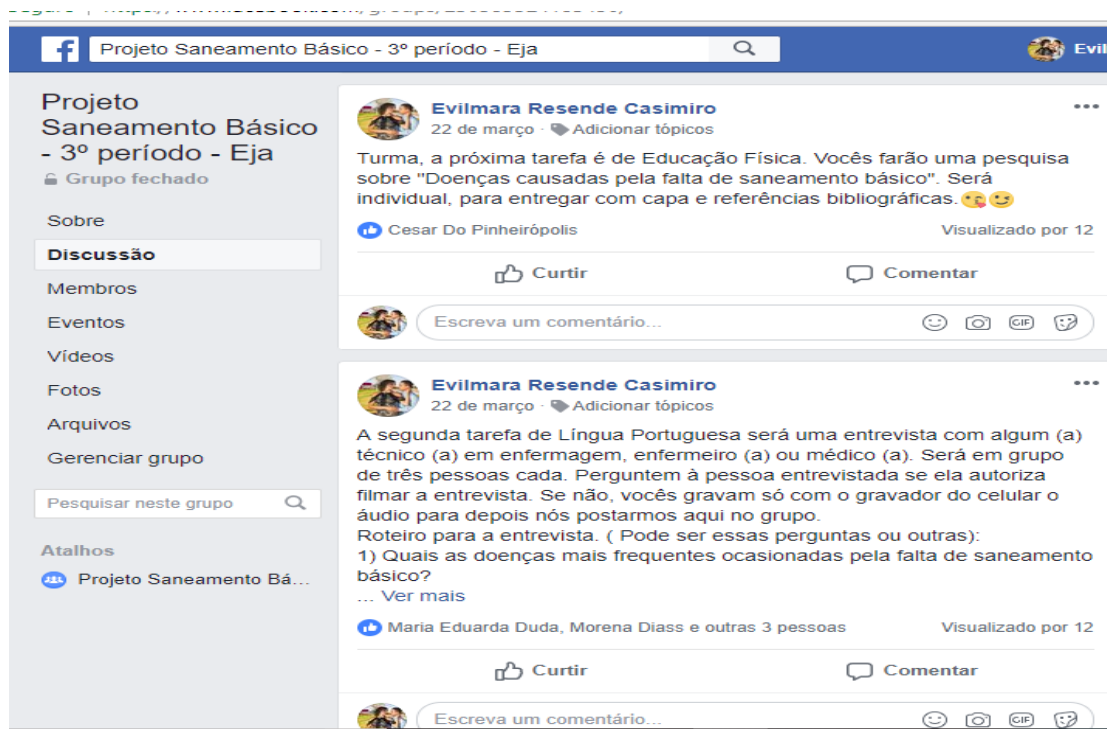 Projeto Saneamento Básico - 3º período - Eja
Evil
Projeto
Saneamento Básico
- 3º período - Eja
Grupo fechado
Sobre
Discussão
Membros
Eventos
Vídeos
Fotos
Arquivos
Gerenciar grupo
Pesquisar neste grupo
Atalhos
Projeto Saneamento Bá...
Evilmara Resende Casimiro
22 de março · Adicionar tópicos
Turma, a próxima tarefa é de Educação Física. Vocês farão uma pesquisa
sobre "Doenças causadas pela falta de saneamento básico". Será
individual, para entregar com capa e referências bibliográficas.
Cesar Do Pinheirópolis
Visualizado por 12
Curtir
Comentar
Escreva um comentário...
GIF
Evilmara Resende Casimiro
22 de março · Adicionar tópicos
A segunda tarefa de Língua Portuguesa será uma entrevista com algum (a)
técnico (a) em enfermagem, enfermeiro (a) ou médico (a). Será em grupo
de três pessoas cada. Perguntem à pessoa entrevistada se ela autoriza
filmar a entrevista. Se não, vocês gravam só com o gravador do celular o
áudio para depois nós postarmos aqui no grupo.
Roteiro para a entrevista. ( Pode ser essas perguntas ou outras):
1) Quais as doenças mais frequentes ocasionadas pela falta de saneamento
básico?
... Ver mais
Maria Eduarda Duda, Morena Diass e outras 3 pessoas
Visualizado por 12
Curtir
Comentar
Escreva um comentário...
GIF